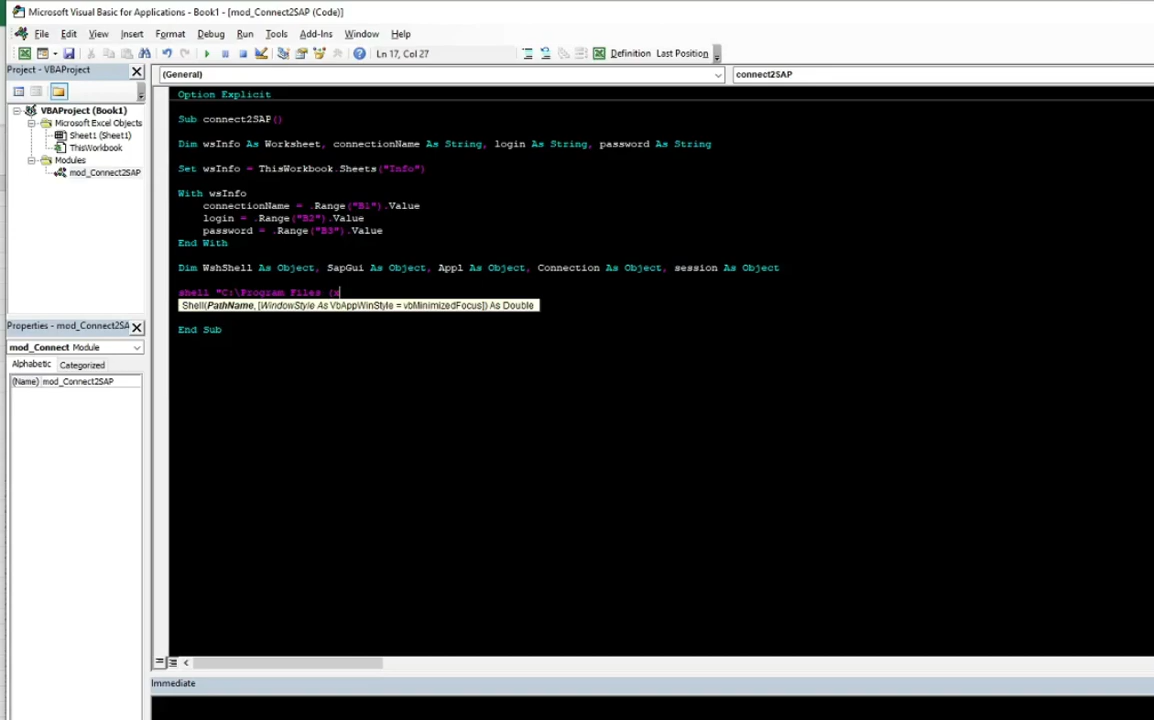 Microsoft Visual Basic for Applications - Book1 - [mod_Connect2SAP (Code)]
File Edit View Insert Format Debug Run Tools Add-Ins Window Help
Ln 17, Col 27 Definition Last Position
Project - VBAProject
(General) connect2SAP
VBAProject (Book1)
Microsoft Excel Objects
Sheet1 (Sheet1)
ThisWorkbook
Modules
mod_Connect2SAP
Option Explicit
Sub connect2SAP()
Dim wsInfo As Worksheet, connectionName As String, login As String, password As String
Set wsInfo = ThisWorkbook.Sheets("Info")
With wsInfo
connectionName = .Range("B1").Value
login = .Range("B2").Value
password = .Range("B3").Value
End With
Dim WshShell As Object, SapGui As Object, Appl As Object, Connection As Object, session As Object
shell "C:\Program Files (x
Shell(PathName, [WindowStyle As VbAppWinStyle = vbMinimizedFocus]) As Double
End Sub
Properties - mod_Connect2SA
mod_Connect Module
Alphabetic Categorized
(Name) mod_Connect2SAP
Immediate